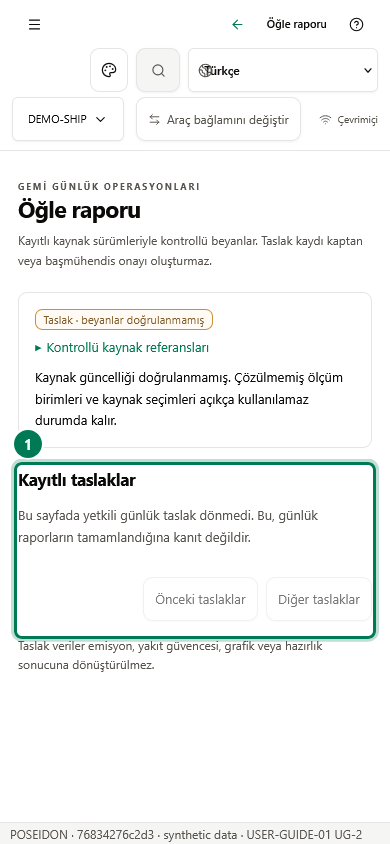 Öğle raporu
Türkçe
DEMO-SHIP
Araç bağlamını değiştir
Çevrimiçi
GEMİ GÜNLÜK OPERASYONLARI
Öğle raporu
Kayıtlı kaynak sürümleriyle kontrollü beyanlar. Taslak kaydı kaptan
veya başmühendis onayı oluşturmaz.
Taslak · beyanlar doğrulanmamış
▸ Kontrollü kaynak referansları
Kaynak güncelliği doğrulanmamış. Çözülmemiş ölçüm
birimleri ve kaynak seçimleri açıkça kullanılamaz
durumda kalır.
1
Kayıtlı taslaklar
Bu sayfada yetkili günlük taslak dönmedi. Bu, günlük
raporların tamamlandığına kanıt değildir.
Önceki taslaklar
Diğer taslaklar
Taslak veriler emisyon, yakıt güvencesi, grafik veya hazırlık
sonucuna dönüştürülmez.
POSEIDON · 76834276c2d3 · synthetic data · USER-GUIDE-01 UG-2